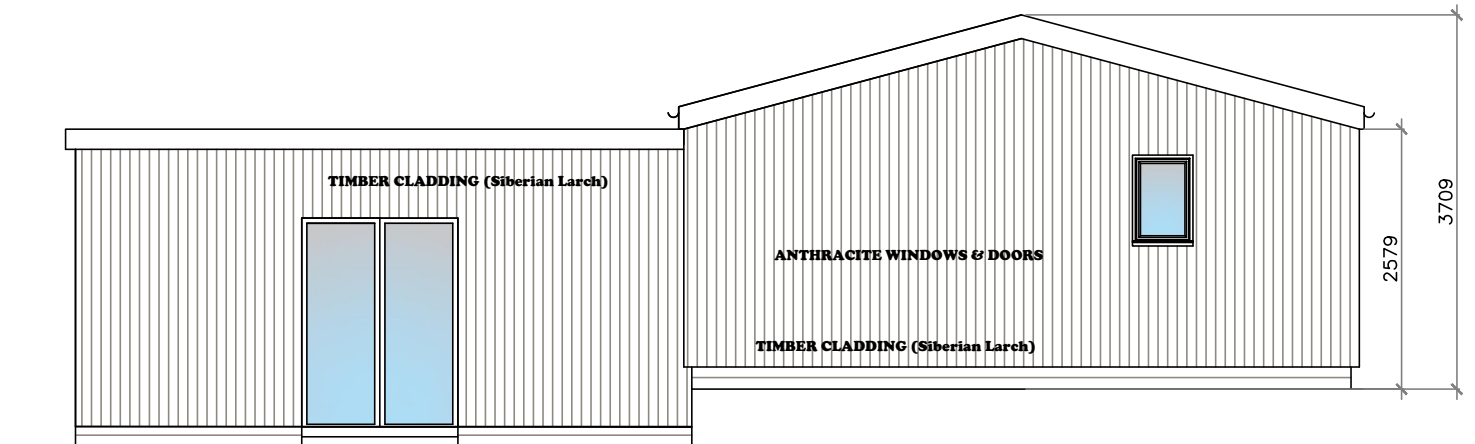 TIMBER CLADDING (Siberian Larch)
ANTHRACITE WINDOWS & DOORS
TIMBER CLADDING (Siberian Larch)
2579
3709